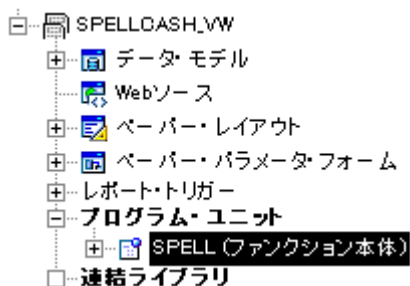 SPELLCASH_VW
データ・モデル
Webソース
ペーパー・レイアウト
ペーパー・パラメータ・フォーム
レポート・トリガー
プログラム・ユニット
SPELL (ファンクション本体)
連結ライブラリ